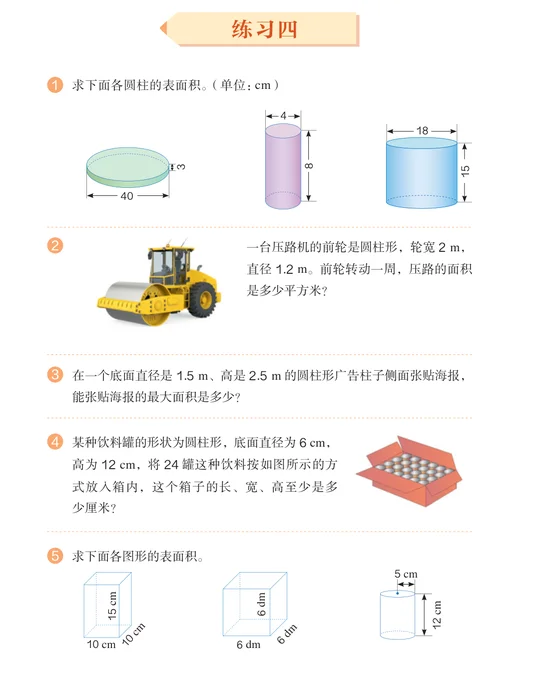 练习四
1 求下面各圆柱的表面积。（单位：cm）
4
18
3
8
15
40
2 一台压路机的前轮是圆柱形，轮宽 2 m，
直径 1.2 m。前轮转动一周，压路的面积
是多少平方米？
3 在一个底面直径是 1.5 m、高是 2.5 m 的圆柱形广告柱子侧面张贴海报，
能张贴海报的最大面积是多少？
4 某种饮料罐的形状为圆柱形，底面直径为 6 cm，
高为 12 cm，将 24 罐这种饮料按如图所示的方
式放入箱内，这个箱子的长、宽、高至少是多
少厘米？
5 求下面各图形的表面积。
15 cm
10 cm
10 cm
6 dm
6 dm
6 dm
5 cm
12 cm